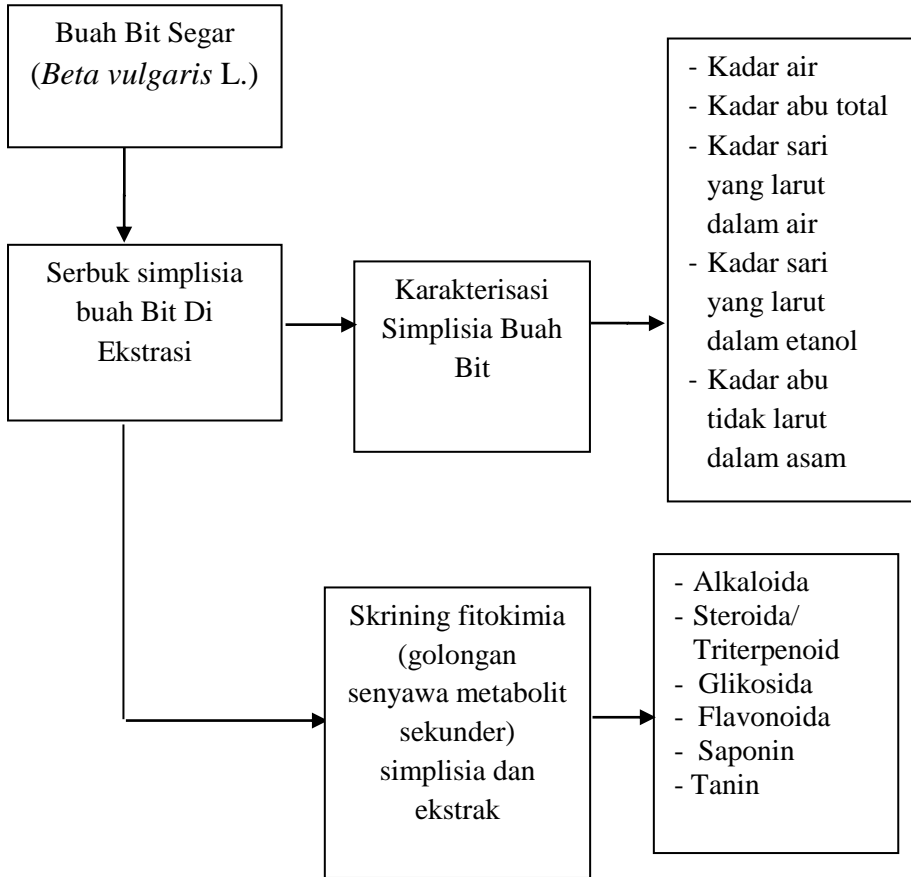 Buah Bit Segar
(Beta vulgaris L.)
Serbuk simplisia
buah Bit Di
Ekstrasi
Karakterisasi
Simplisia Buah
Bit
- Kadar air
- Kadar abu total
- Kadar sari
yang larut
dalam air
- Kadar sari
yang larut
dalam etanol
- Kadar abu
tidak larut
dalam asam
Skrining fitokimia
(golongan
senyawa metabolit
sekunder)
simplisia dan
ekstrak
- Alkaloida
- Steroida/
Triterpenoid
- Glikosida
- Flavonoida
- Saponin
- Tanin